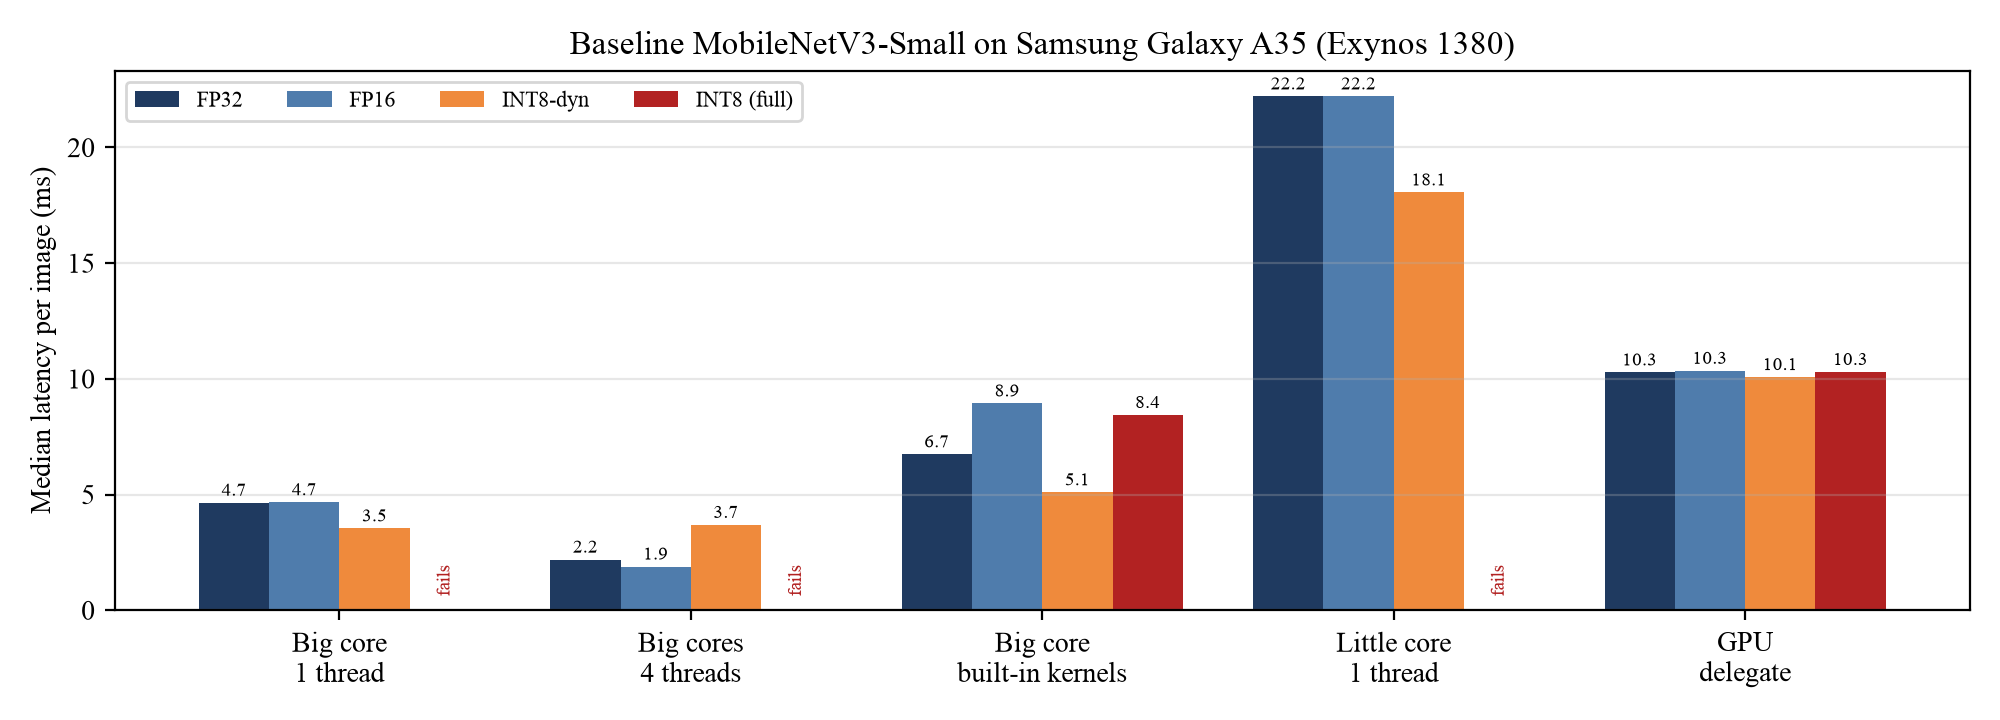 Baseline MobileNetV3-Small on Samsung Galaxy A35 (Exynos 1380)
FP32 FP16 INT8-dyn INT8 (full)
Median latency per image (ms)
20
15
10
5
0
4.7 4.7 3.5 fails
2.2 1.9 3.7 fails
6.7 8.9 5.1 8.4
22.2 22.2 18.1 fails
10.3 10.3 10.1 10.3
Big core
1 thread
Big cores
4 threads
Big core
built-in kernels
Little core
1 thread
GPU
delegate